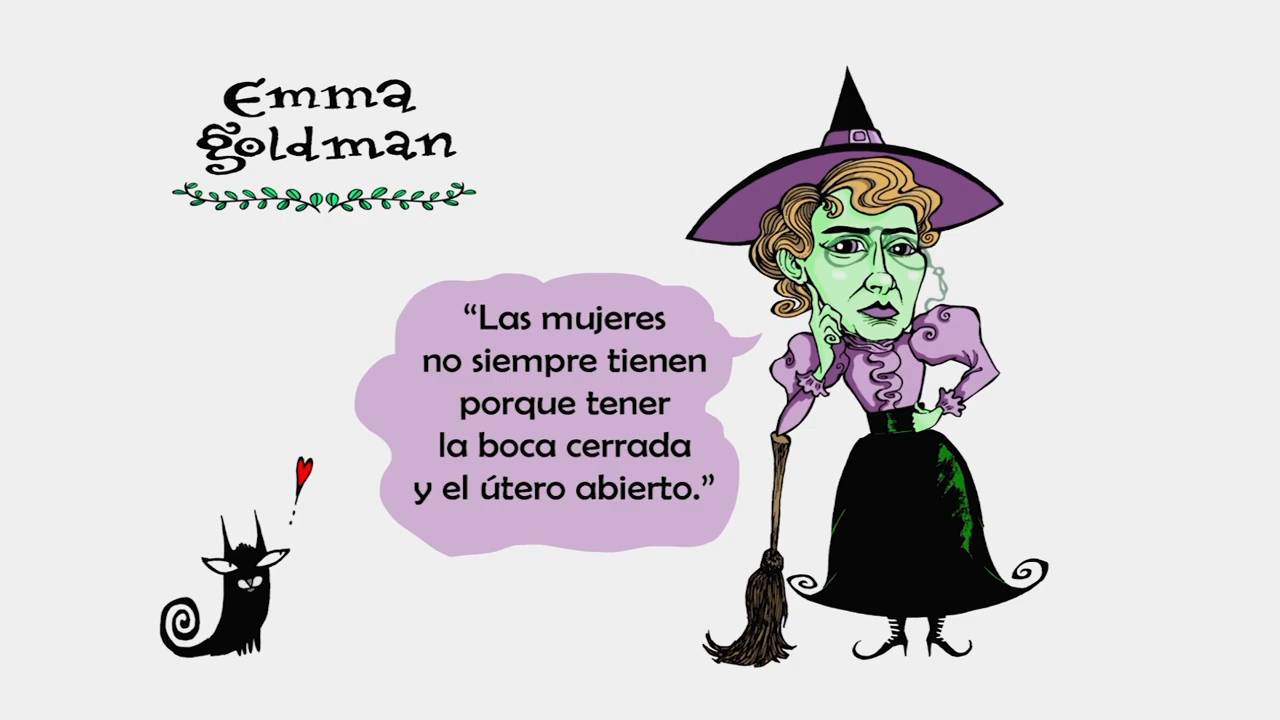 Emma
goldman
“Las mujeres
no siempre tienen
porque tener
la boca cerrada
y el útero abierto.”